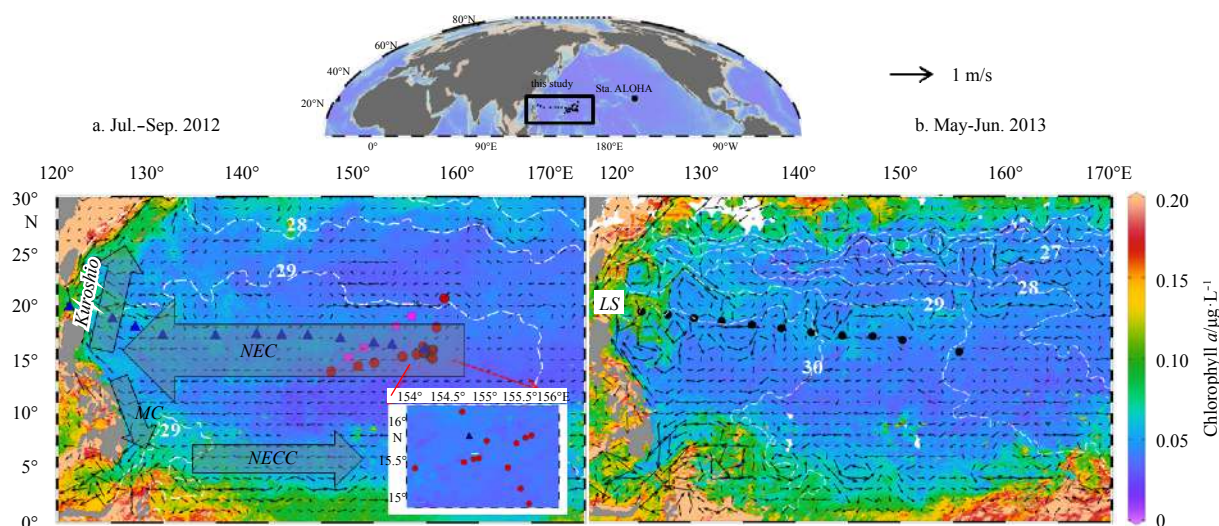 80°N
60°N
40°N
20°N
this study
Sta. ALOHA
0°
90°E
180°E
90°W
1 m/s
a. Jul.–Sep. 2012
b. May-Jun. 2013
120°
130°
140°
150°
160°
170°E
120°
130°
140°
150°
160°
170°E
30°
N
25°
20°
15°
10°
5°
0°
28
29
29
Kuroshio
NEC
MC
NECC
154°
154.5°
155°
155.5°
156°E
16°
N
15.5°
15°
LS
27
28
29
30
0.20
0.15
0.10
0.05
0
Chlorophyll a/μg·L⁻¹